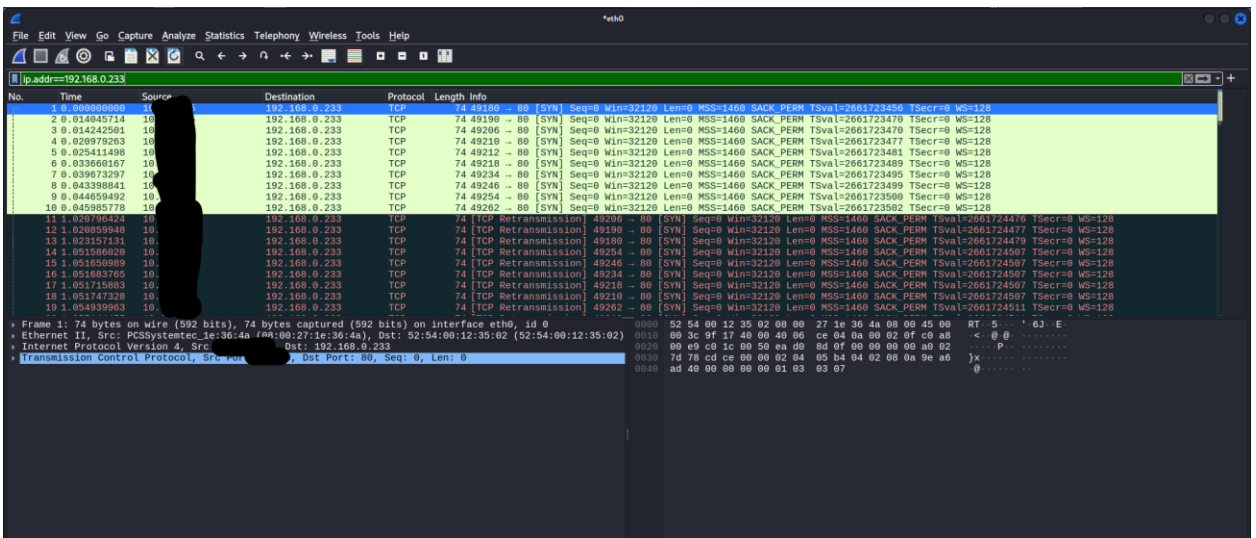 *eth0
File Edit View Go Capture Analyze Statistics Telephony Wireless Tools Help
ip.addr==192.168.0.233
No. Time Source Destination Protocol Length Info
1 0.000000000 10 192.168.0.233 TCP 74 49180 → 80 [SYN] Seq=0 Win=32120 Len=0 MSS=1460 SACK_PERM TSval=2661723456 TSecr=0 WS=128
2 0.014045714 10 192.168.0.233 TCP 74 49190 → 80 [SYN] Seq=0 Win=32120 Len=0 MSS=1460 SACK_PERM TSval=2661723470 TSecr=0 WS=128
3 0.014242501 10 192.168.0.233 TCP 74 49206 → 80 [SYN] Seq=0 Win=32120 Len=0 MSS=1460 SACK_PERM TSval=2661723470 TSecr=0 WS=128
4 0.020979263 10 192.168.0.233 TCP 74 49210 → 80 [SYN] Seq=0 Win=32120 Len=0 MSS=1460 SACK_PERM TSval=2661723477 TSecr=0 WS=128
5 0.025411498 10 192.168.0.233 TCP 74 49212 → 80 [SYN] Seq=0 Win=32120 Len=0 MSS=1460 SACK_PERM TSval=2661723481 TSecr=0 WS=128
6 0.033660167 10 192.168.0.233 TCP 74 49218 → 80 [SYN] Seq=0 Win=32120 Len=0 MSS=1460 SACK_PERM TSval=2661723489 TSecr=0 WS=128
7 0.039673297 10 192.168.0.233 TCP 74 49234 → 80 [SYN] Seq=0 Win=32120 Len=0 MSS=1460 SACK_PERM TSval=2661723495 TSecr=0 WS=128
8 0.043398841 10 192.168.0.233 TCP 74 49246 → 80 [SYN] Seq=0 Win=32120 Len=0 MSS=1460 SACK_PERM TSval=2661723499 TSecr=0 WS=128
9 0.044659492 10. 192.168.0.233 TCP 74 49254 → 80 [SYN] Seq=0 Win=32120 Len=0 MSS=1460 SACK_PERM TSval=2661723500 TSecr=0 WS=128
10 0.045985778 10 192.168.0.233 TCP 74 49262 → 80 [SYN] Seq=0 Win=32120 Len=0 MSS=1460 SACK_PERM TSval=2661723502 TSecr=0 WS=128
11 1.020796424 10. 192.168.0.233 TCP 74 [TCP Retransmission] 49206 → 80 [SYN] Seq=0 Win=32120 Len=0 MSS=1460 SACK_PERM TSval=2661724476 TSecr=0 WS=128
12 1.020859948 10. 192.168.0.233 TCP 74 [TCP Retransmission] 49190 → 80 [SYN] Seq=0 Win=32120 Len=0 MSS=1460 SACK_PERM TSval=2661724477 TSecr=0 WS=128
13 1.023157131 10. 192.168.0.233 TCP 74 [TCP Retransmission] 49180 → 80 [SYN] Seq=0 Win=32120 Len=0 MSS=1460 SACK_PERM TSval=2661724479 TSecr=0 WS=128
14 1.051586020 10. 192.168.0.233 TCP 74 [TCP Retransmission] 49254 → 80 [SYN] Seq=0 Win=32120 Len=0 MSS=1460 SACK_PERM TSval=2661724507 TSecr=0 WS=128
15 1.051650989 10. 192.168.0.233 TCP 74 [TCP Retransmission] 49246 → 80 [SYN] Seq=0 Win=32120 Len=0 MSS=1460 SACK_PERM TSval=2661724507 TSecr=0 WS=128
16 1.051683765 10. 192.168.0.233 TCP 74 [TCP Retransmission] 49234 → 80 [SYN] Seq=0 Win=32120 Len=0 MSS=1460 SACK_PERM TSval=2661724507 TSecr=0 WS=128
17 1.051715883 10. 192.168.0.233 TCP 74 [TCP Retransmission] 49218 → 80 [SYN] Seq=0 Win=32120 Len=0 MSS=1460 SACK_PERM TSval=2661724507 TSecr=0 WS=128
18 1.051747328 10. 192.168.0.233 TCP 74 [TCP Retransmission] 49210 → 80 [SYN] Seq=0 Win=32120 Len=0 MSS=1460 SACK_PERM TSval=2661724507 TSecr=0 WS=128
19 1.054939963 10. 192.168.0.233 TCP 74 [TCP Retransmission] 49262 → 80 [SYN] Seq=0 Win=32120 Len=0 MSS=1460 SACK_PERM TSval=2661724511 TSecr=0 WS=128
Frame 1: 74 bytes on wire (592 bits), 74 bytes captured (592 bits) on interface eth0, id 0
Ethernet II, Src: PCSSystemtec_1e:36:4a (08:00:27:1e:36:4a), Dst: 52:54:00:12:35:02 (52:54:00:12:35:02)
Internet Protocol Version 4, Src Dst: 192.168.0.233
Transmission Control Protocol, Src Port , Dst Port: 80, Seq: 0, Len: 0
0000 52 54 00 12 35 02 08 00 27 1e 36 4a 08 00 45 00 RT··5··· '·6J··E·
0010 00 3c 9f 17 40 00 40 06 ce 04 0a 00 02 0f c0 a8 ·<··@·@· ········
0020 00 e9 c0 1c 00 50 ea d0 8d 0f 00 00 00 00 a0 02 ·····P·· ········
0030 7d 78 cd ce 00 00 02 04 05 b4 04 02 08 0a 9e a6 }x······ ········
0040 ad 40 00 00 00 00 01 03 03 07 ·@······ ··